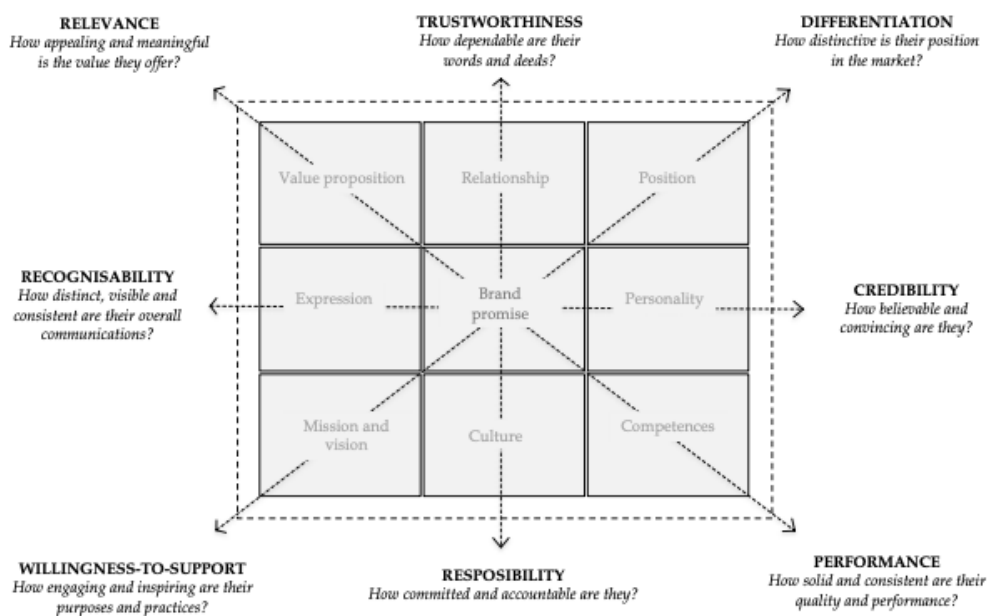 RELEVANCE
How appealing and meaningful
is the value they offer?
TRUSTWORTHINESS
How dependable are their
words and deeds?
DIFFERENTIATION
How distinctive is their position
in the market?
Value proposition
Relationship
Position
RECOGNISABILITY
How distinct, visible and
consistent are their overall
communications?
Expression
Brand
promise
Personality
CREDIBILITY
How believable and
convincing are they?
Mission and
vision
Culture
Competences
WILLINGNESS-TO-SUPPORT
How engaging and inspiring are their
purposes and practices?
RESPOSIBILITY
How committed and accountable are they?
PERFORMANCE
How solid and consistent are their
quality and performance?